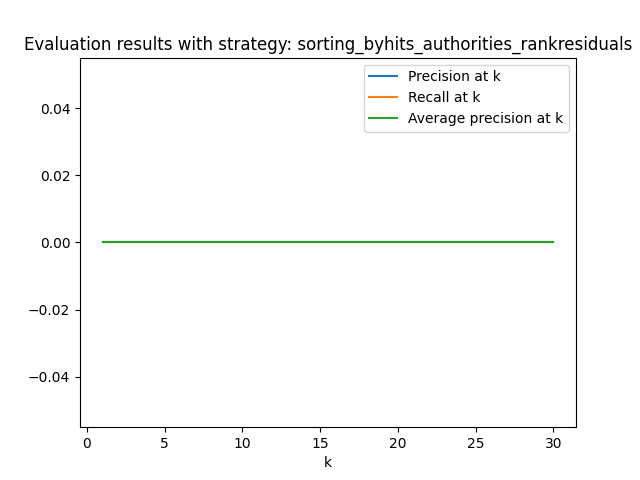 Evaluation results with strategy: sorting_byhits_authorities_rankresiduals
Precision at k
Recall at k
Average precision at k
0.04
0.02
0.00
−0.02
−0.04
0 5 10 15 20 25 30
k